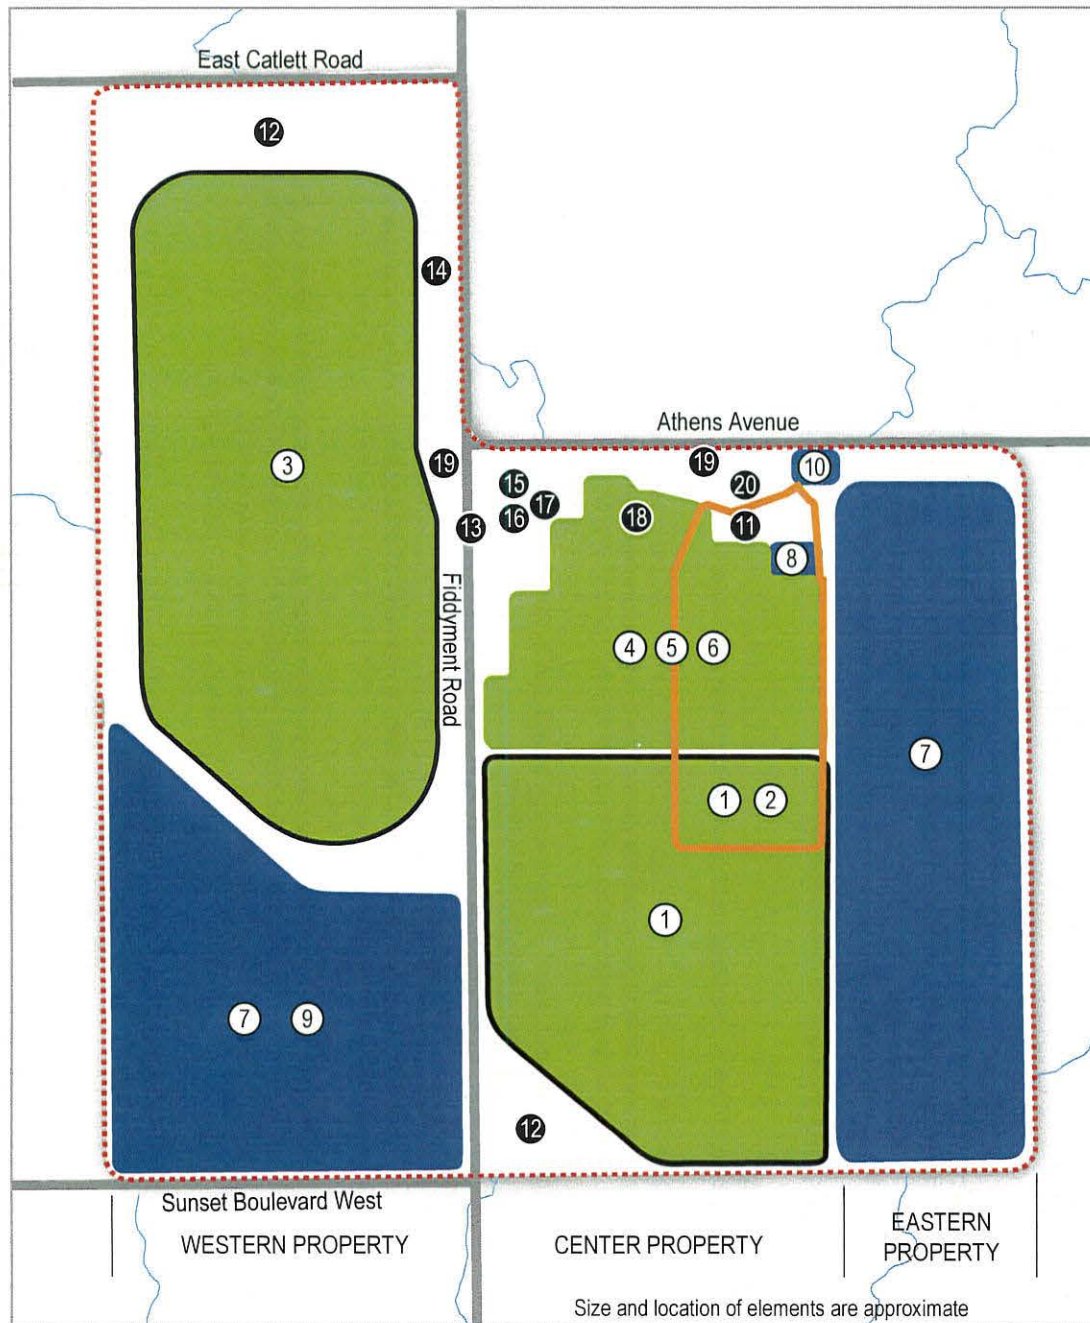 East Catlett Road
12
14
Athens Avenue
3
19
19
10
15
20
17
18
13
16
11
8
Fiddyment Road
4
5
6
7
1
2
1
7
9
12
Sunset Boulevard West
WESTERN PROPERTY
CENTER PROPERTY
EASTERN
PROPERTY
Size and location of elements are approximate